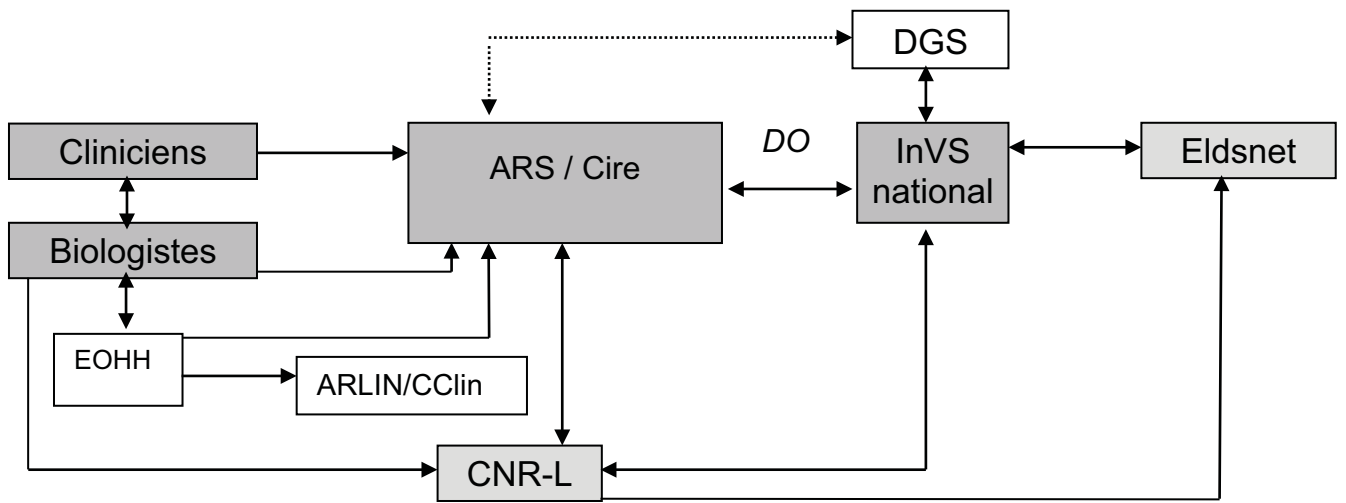 DGS
Cliniciens
ARS / Cire
DO
InVS
national
Eldsnet
Biologistes
EOHH
ARLIN/CClin
CNR-L